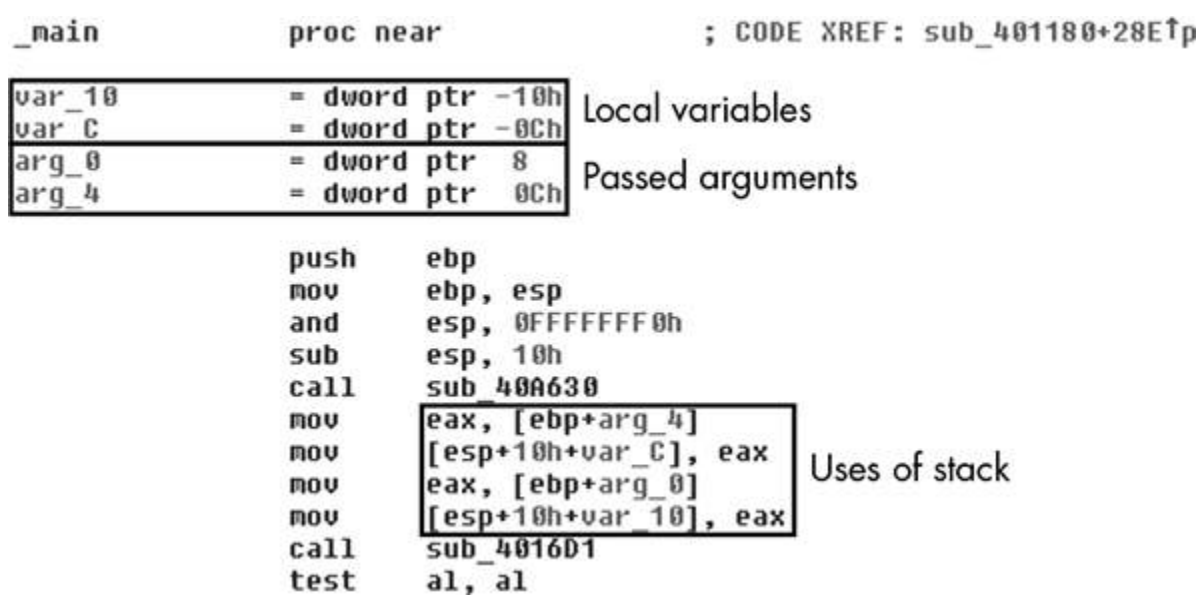 _main proc near ; CODE XREF: sub_401180+28E↑p
var_10 = dword ptr -10h
var_C = dword ptr -0Ch
Local variables
arg_0 = dword ptr 8
arg_4 = dword ptr 0Ch
Passed arguments
push ebp
mov ebp, esp
and esp, 0FFFFFFF0h
sub esp, 10h
call sub_40A630
mov eax, [ebp+arg_4]
mov [esp+10h+var_C], eax
mov eax, [ebp+arg_0]
mov [esp+10h+var_10], eax
Uses of stack
call sub_4016D1
test al, al